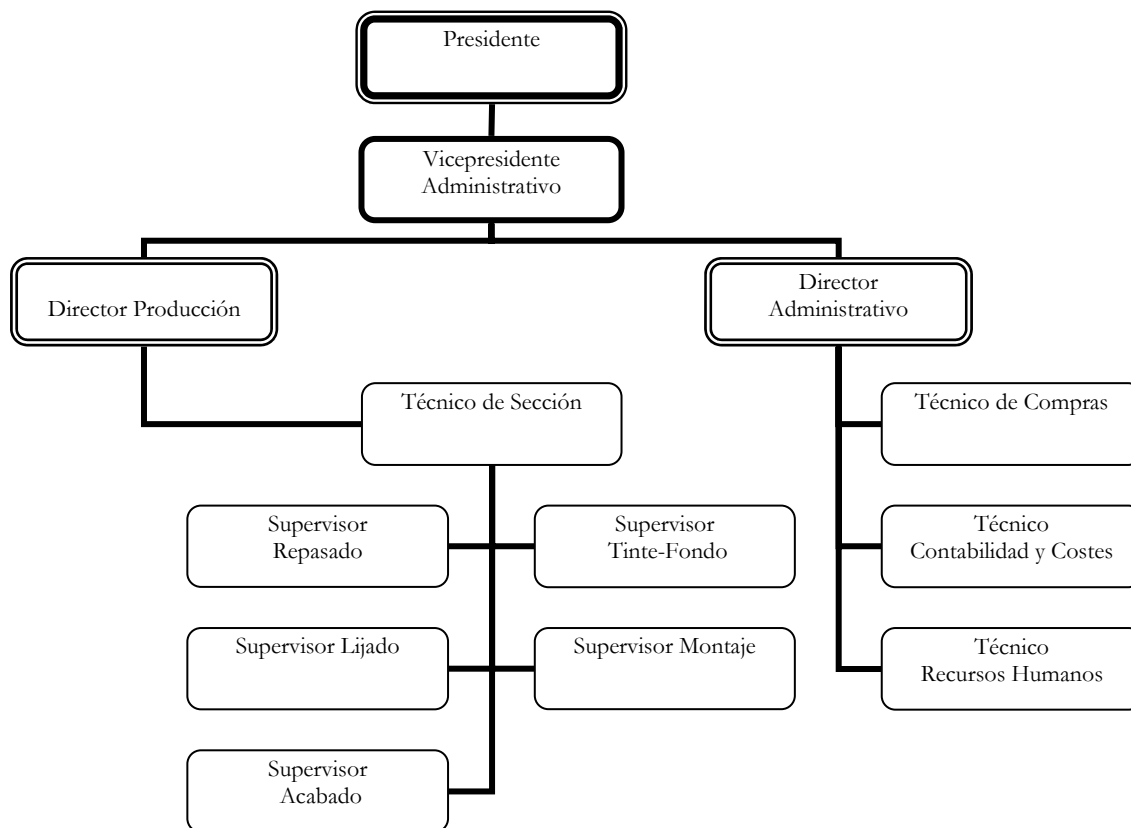 Presidente
Vicepresidente
Administrativo
Director Producción
Director
Administrativo
Técnico de Sección
Técnico de Compras
Supervisor
Repasado
Supervisor
Tinte-Fondo
Técnico
Contabilidad y Costes
Supervisor Lijado
Supervisor Montaje
Técnico
Recursos Humanos
Supervisor
Acabado